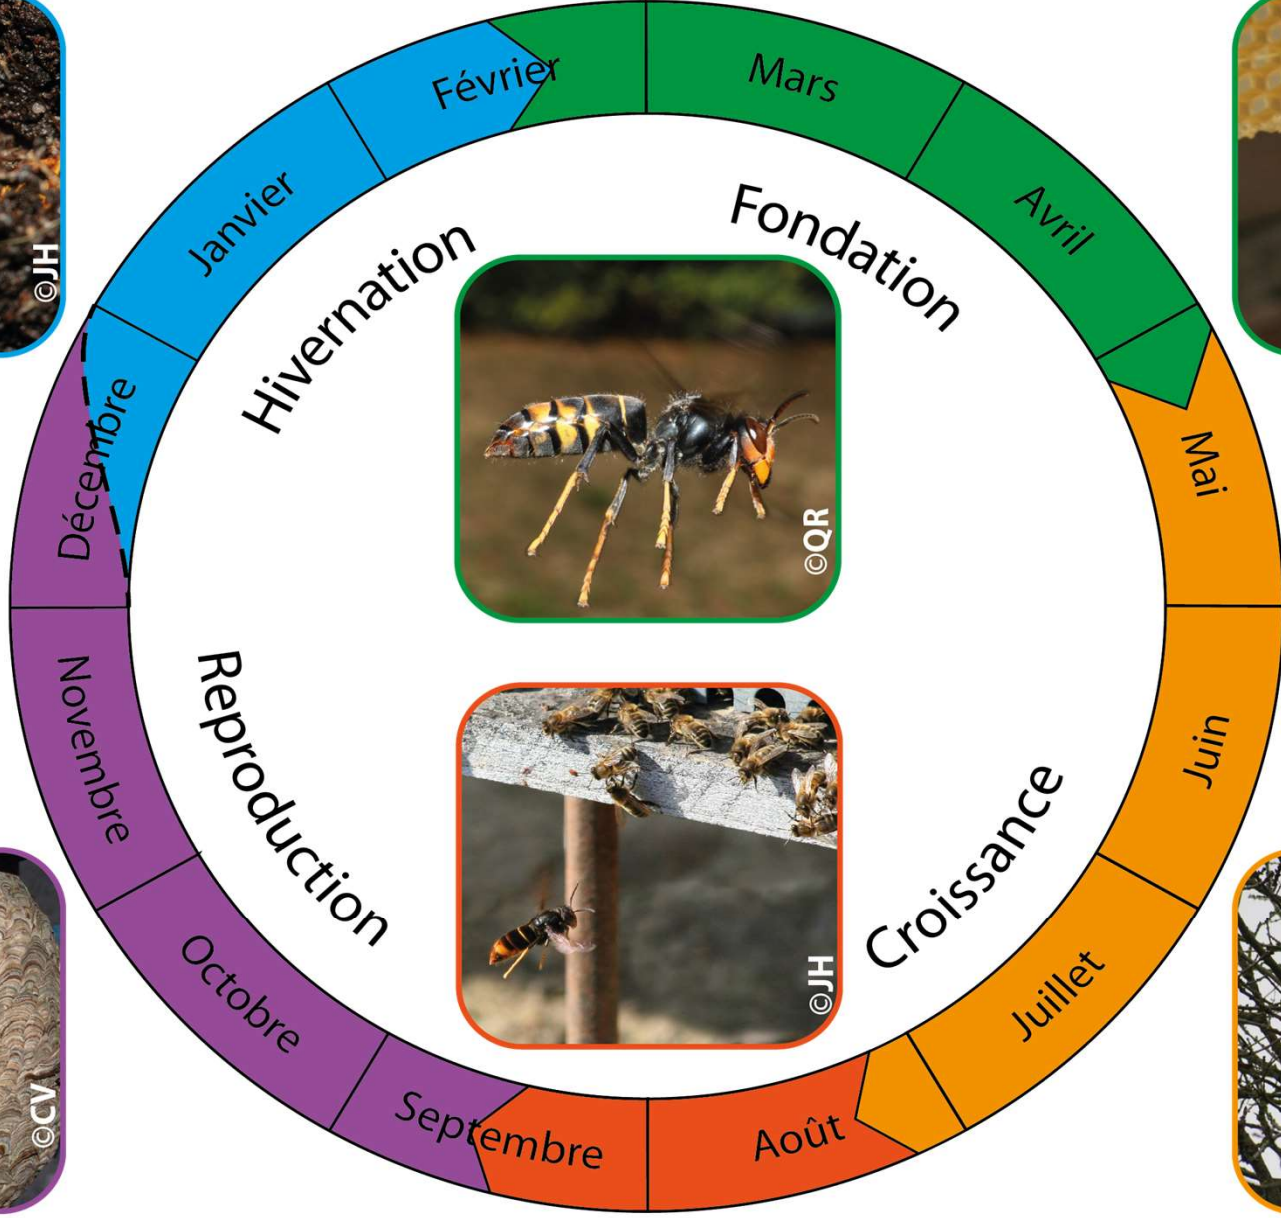 Février
Mars
Avril
Mai
Juin
Juillet
Août
Septembre
Octobre
Novembre
Décembre
Janvier
Hivernation
Fondation
Croissance
Reproduction
©JH
©QR
©JH
©CV